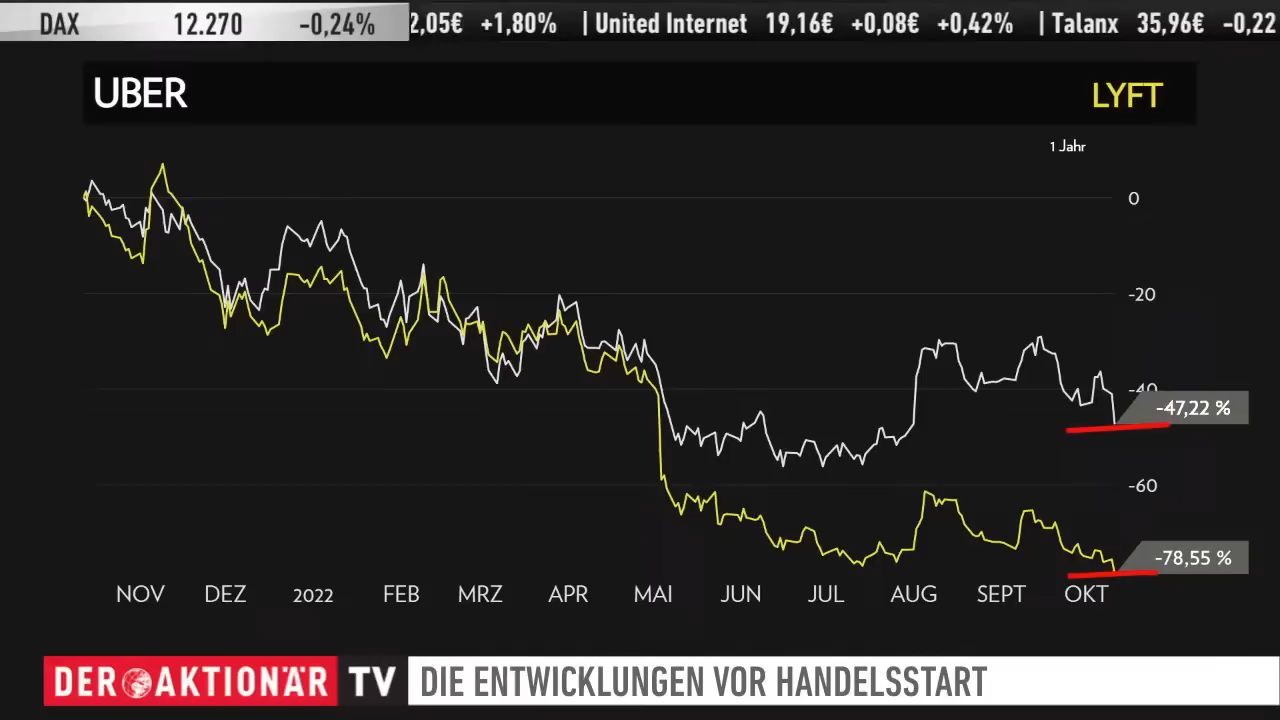 DAX 12.270 -0,24% 2,05€ +1,80% | United Internet 19,16€ +0,08€ +0,42% | Talanx 35,96€ -0,22
UBER LYFT
1 Jahr
0
-20
-40
-47,22 %
-60
-78,55 %
NOV DEZ 2022 FEB MRZ APR MAI JUN JUL AUG SEPT OKT
DER AKTIONÄR TV DIE ENTWICKLUNGEN VOR HANDELSSTART